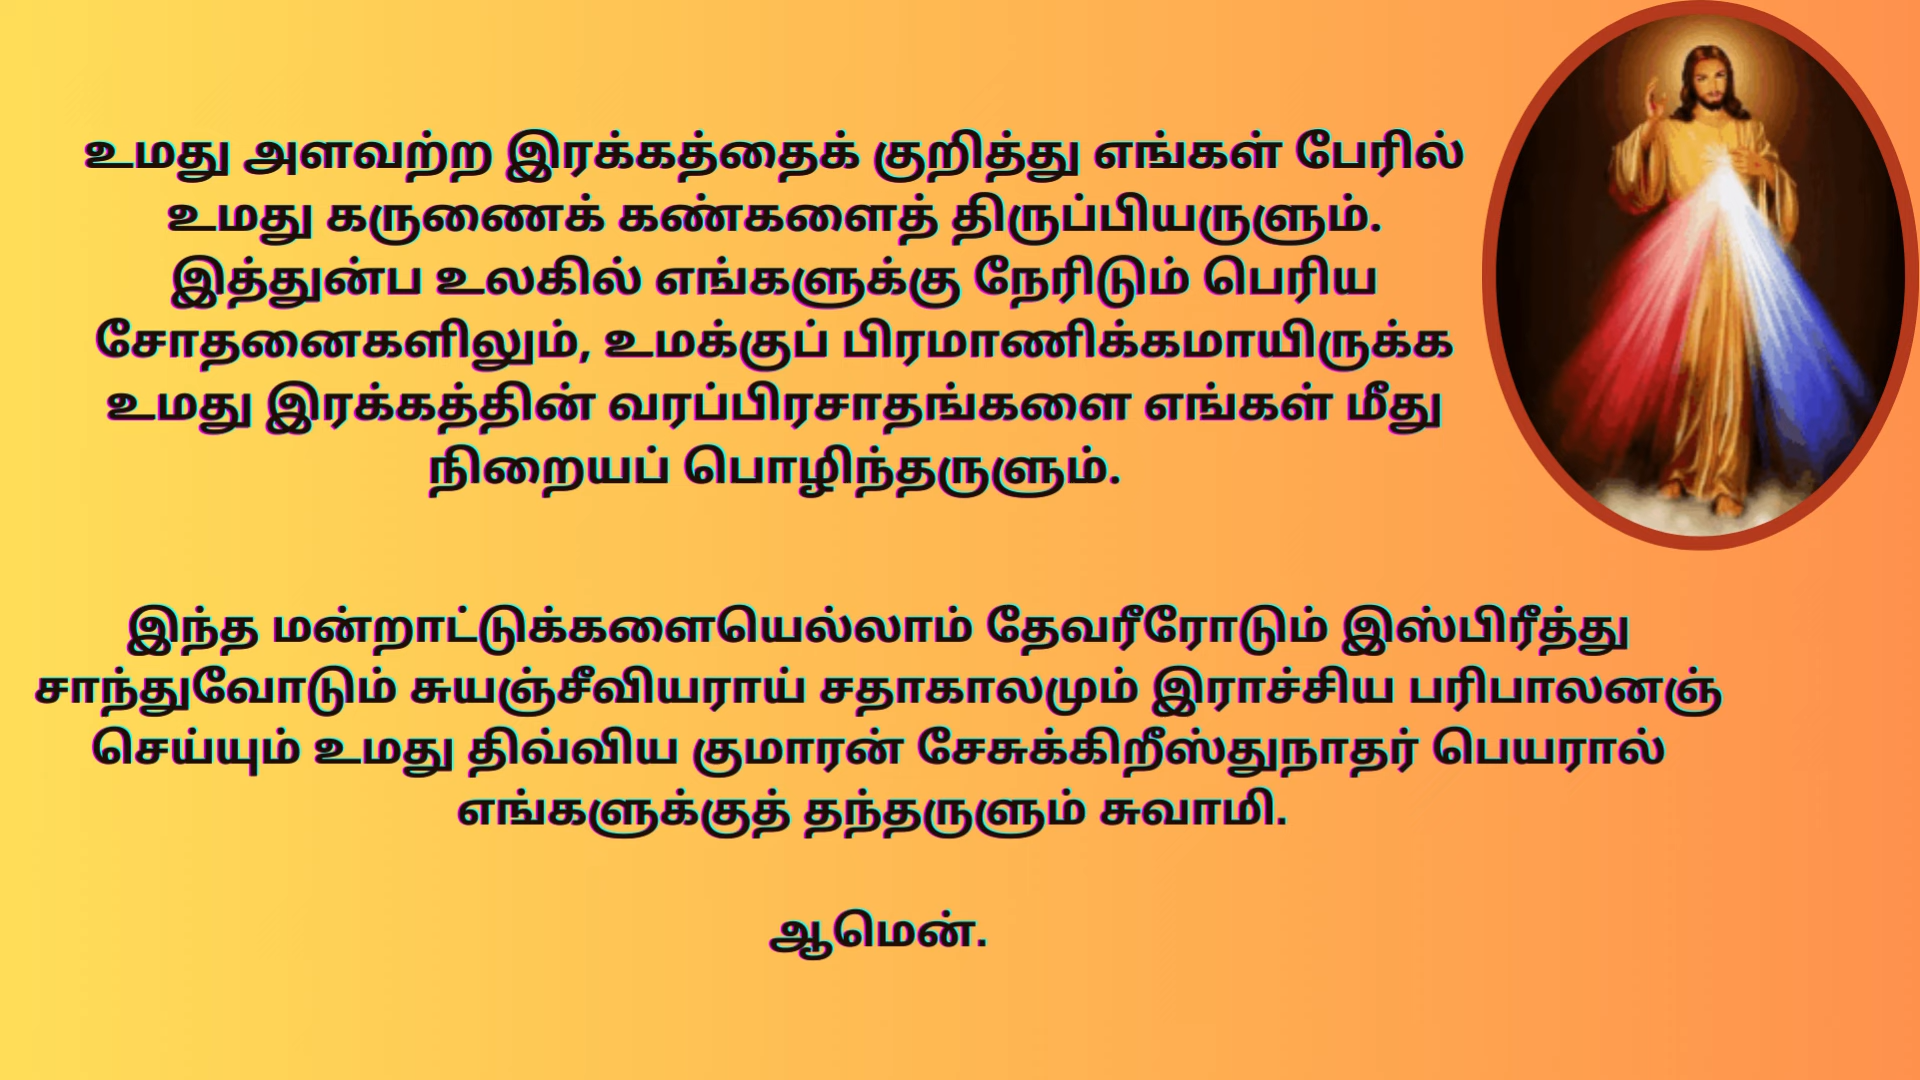 உமது அளவற்ற இரக்கத்தைக் குறித்து எங்கள் பேரில்
உமது கருணைக் கண்களைத் திருப்பியருளும்.
இத்துன்ப உலகில் எங்களுக்கு நேரிடும் பெரிய
சோதனைகளிலும், உமக்குப் பிரமாணிக்கமாயிருக்க
உமது இரக்கத்தின் வரப்பிரசாதங்களை எங்கள் மீது
நிறையப் பொழிந்தருளும்.
இந்த மன்றாட்டுக்களையெல்லாம் தேவரீரோடும் இஸ்பிரீத்து
சாந்துவோடும் சுயஞ்சீவியராய் சதாகாலமும் இராச்சிய பரிபாலனஞ்
செய்யும் உமது திவ்விய குமாரன் சேசுக்கிறீஸ்துநாதர் பெயரால்
எங்களுக்குத் தந்தருளும் சுவாமி.
ஆமென்.